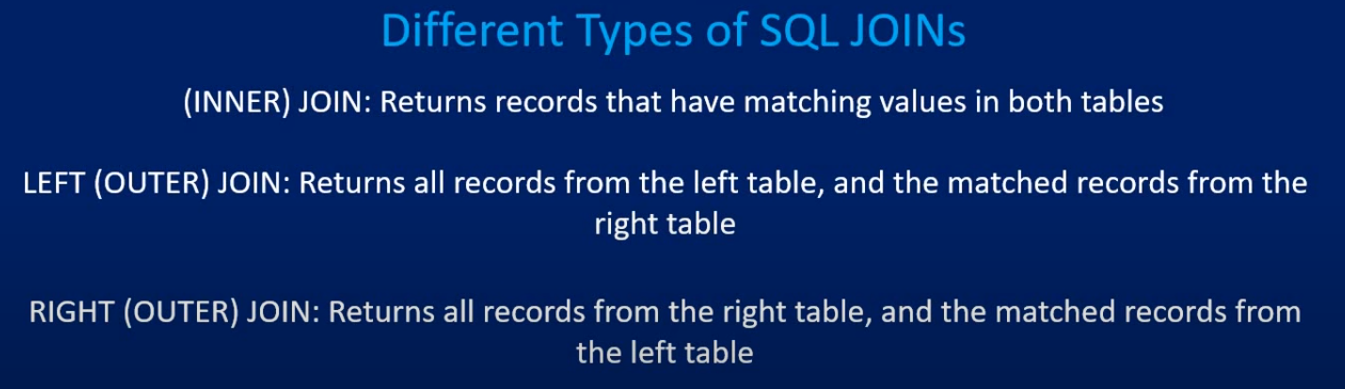 Different Types of SQL JOINs
(INNER) JOIN: Returns records that have matching values in both tables
LEFT (OUTER) JOIN: Returns all records from the left table, and the matched records from the
right table
RIGHT (OUTER) JOIN: Returns all records from the right table, and the matched records from
the left table